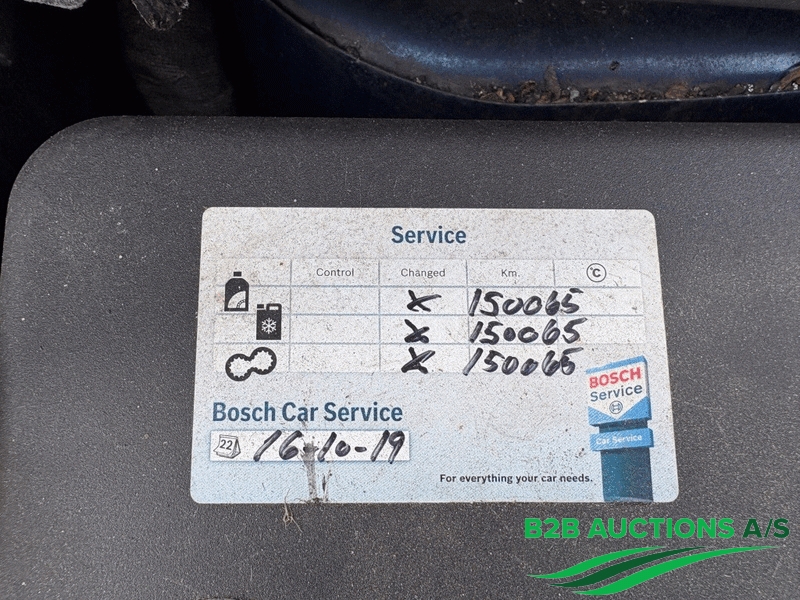 Service
Control Changed Km. °C
x 150065
x 150065
x 150065
BOSCH
Service
Bosch Car Service
Car Service
22 16-10-19
For everything your car needs.
B2B AUCTIONS A/S